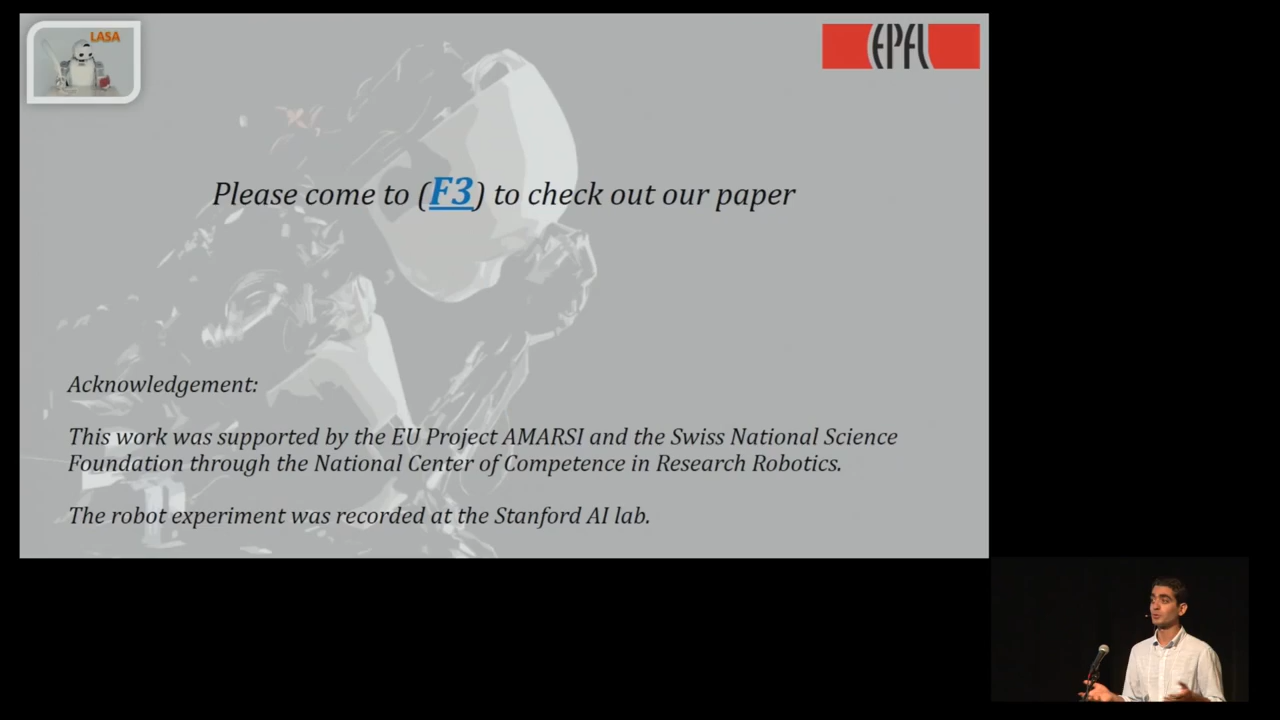 LASA
EPFL
Please come to (F3) to check out our paper
Acknowledgement:
This work was supported by the EU Project AMARSI and the Swiss National Science
Foundation through the National Center of Competence in Research Robotics.
The robot experiment was recorded at the Stanford AI lab.